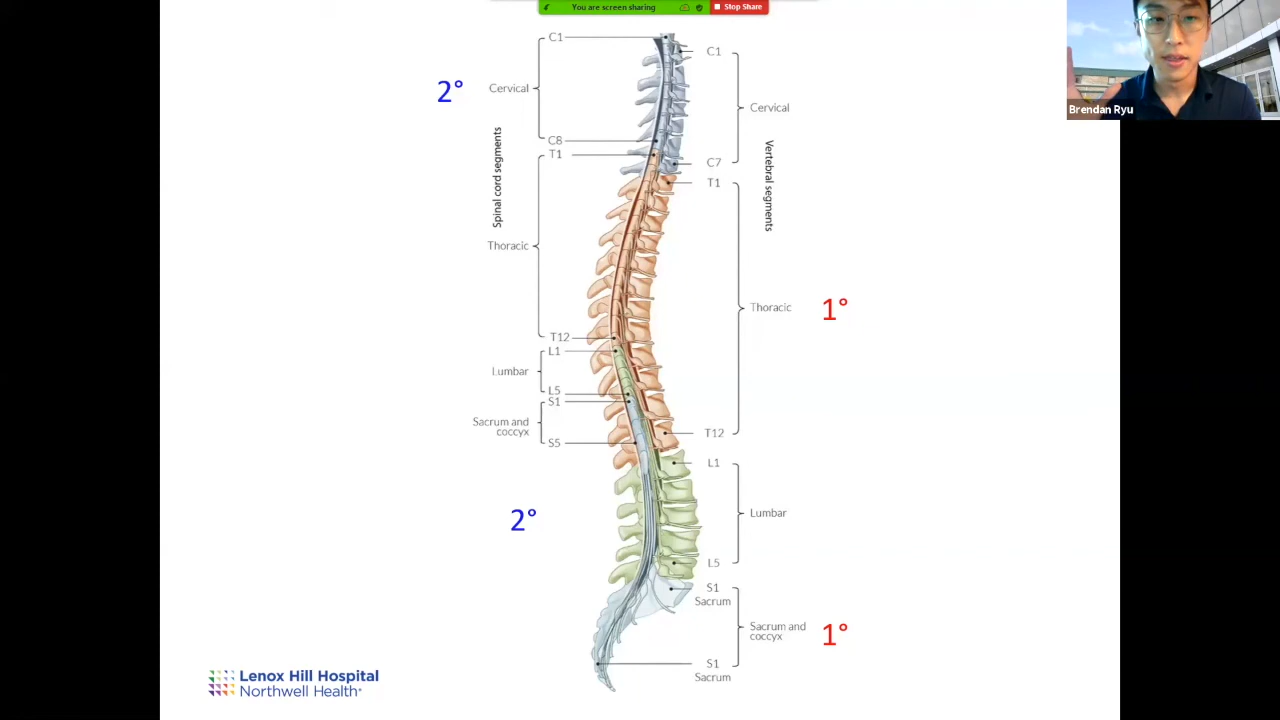 You are screen sharing
Stop Share
Brendan Ryu
C1
C1
Cervical
2°
Cervical
C8
T1
C7
T1
Spinal cord segments
Vertebral segments
Thoracic
Thoracic
1°
T12
L1
Lumbar
L5
S1
Sacrum and
coccyx
S5
T12
L1
2°
Lumbar
L5
S1
Sacrum
Sacrum and
coccyx
1°
S1
Sacrum
Lenox Hill Hospital
Northwell Health®